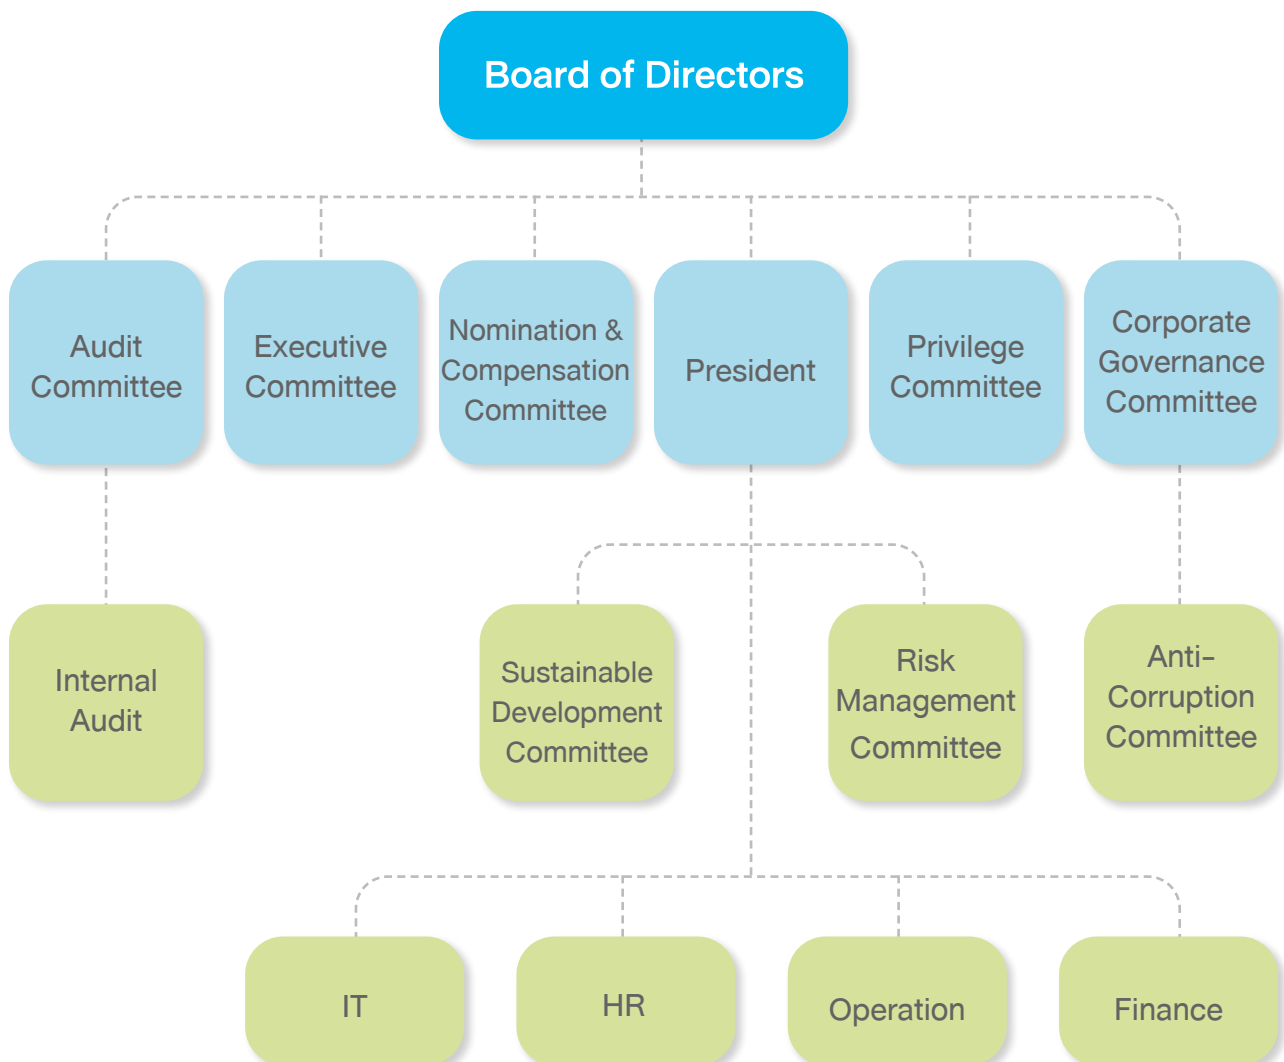 Board of Directors
Audit
Committee
Executive
Committee
Nomination &
Compensation
Committee
President
Privilege
Committee
Corporate
Governance
Committee
Internal
Audit
Sustainable
Development
Committee
Risk
Management
Committee
Anti-
Corruption
Committee
IT
HR
Operation
Finance